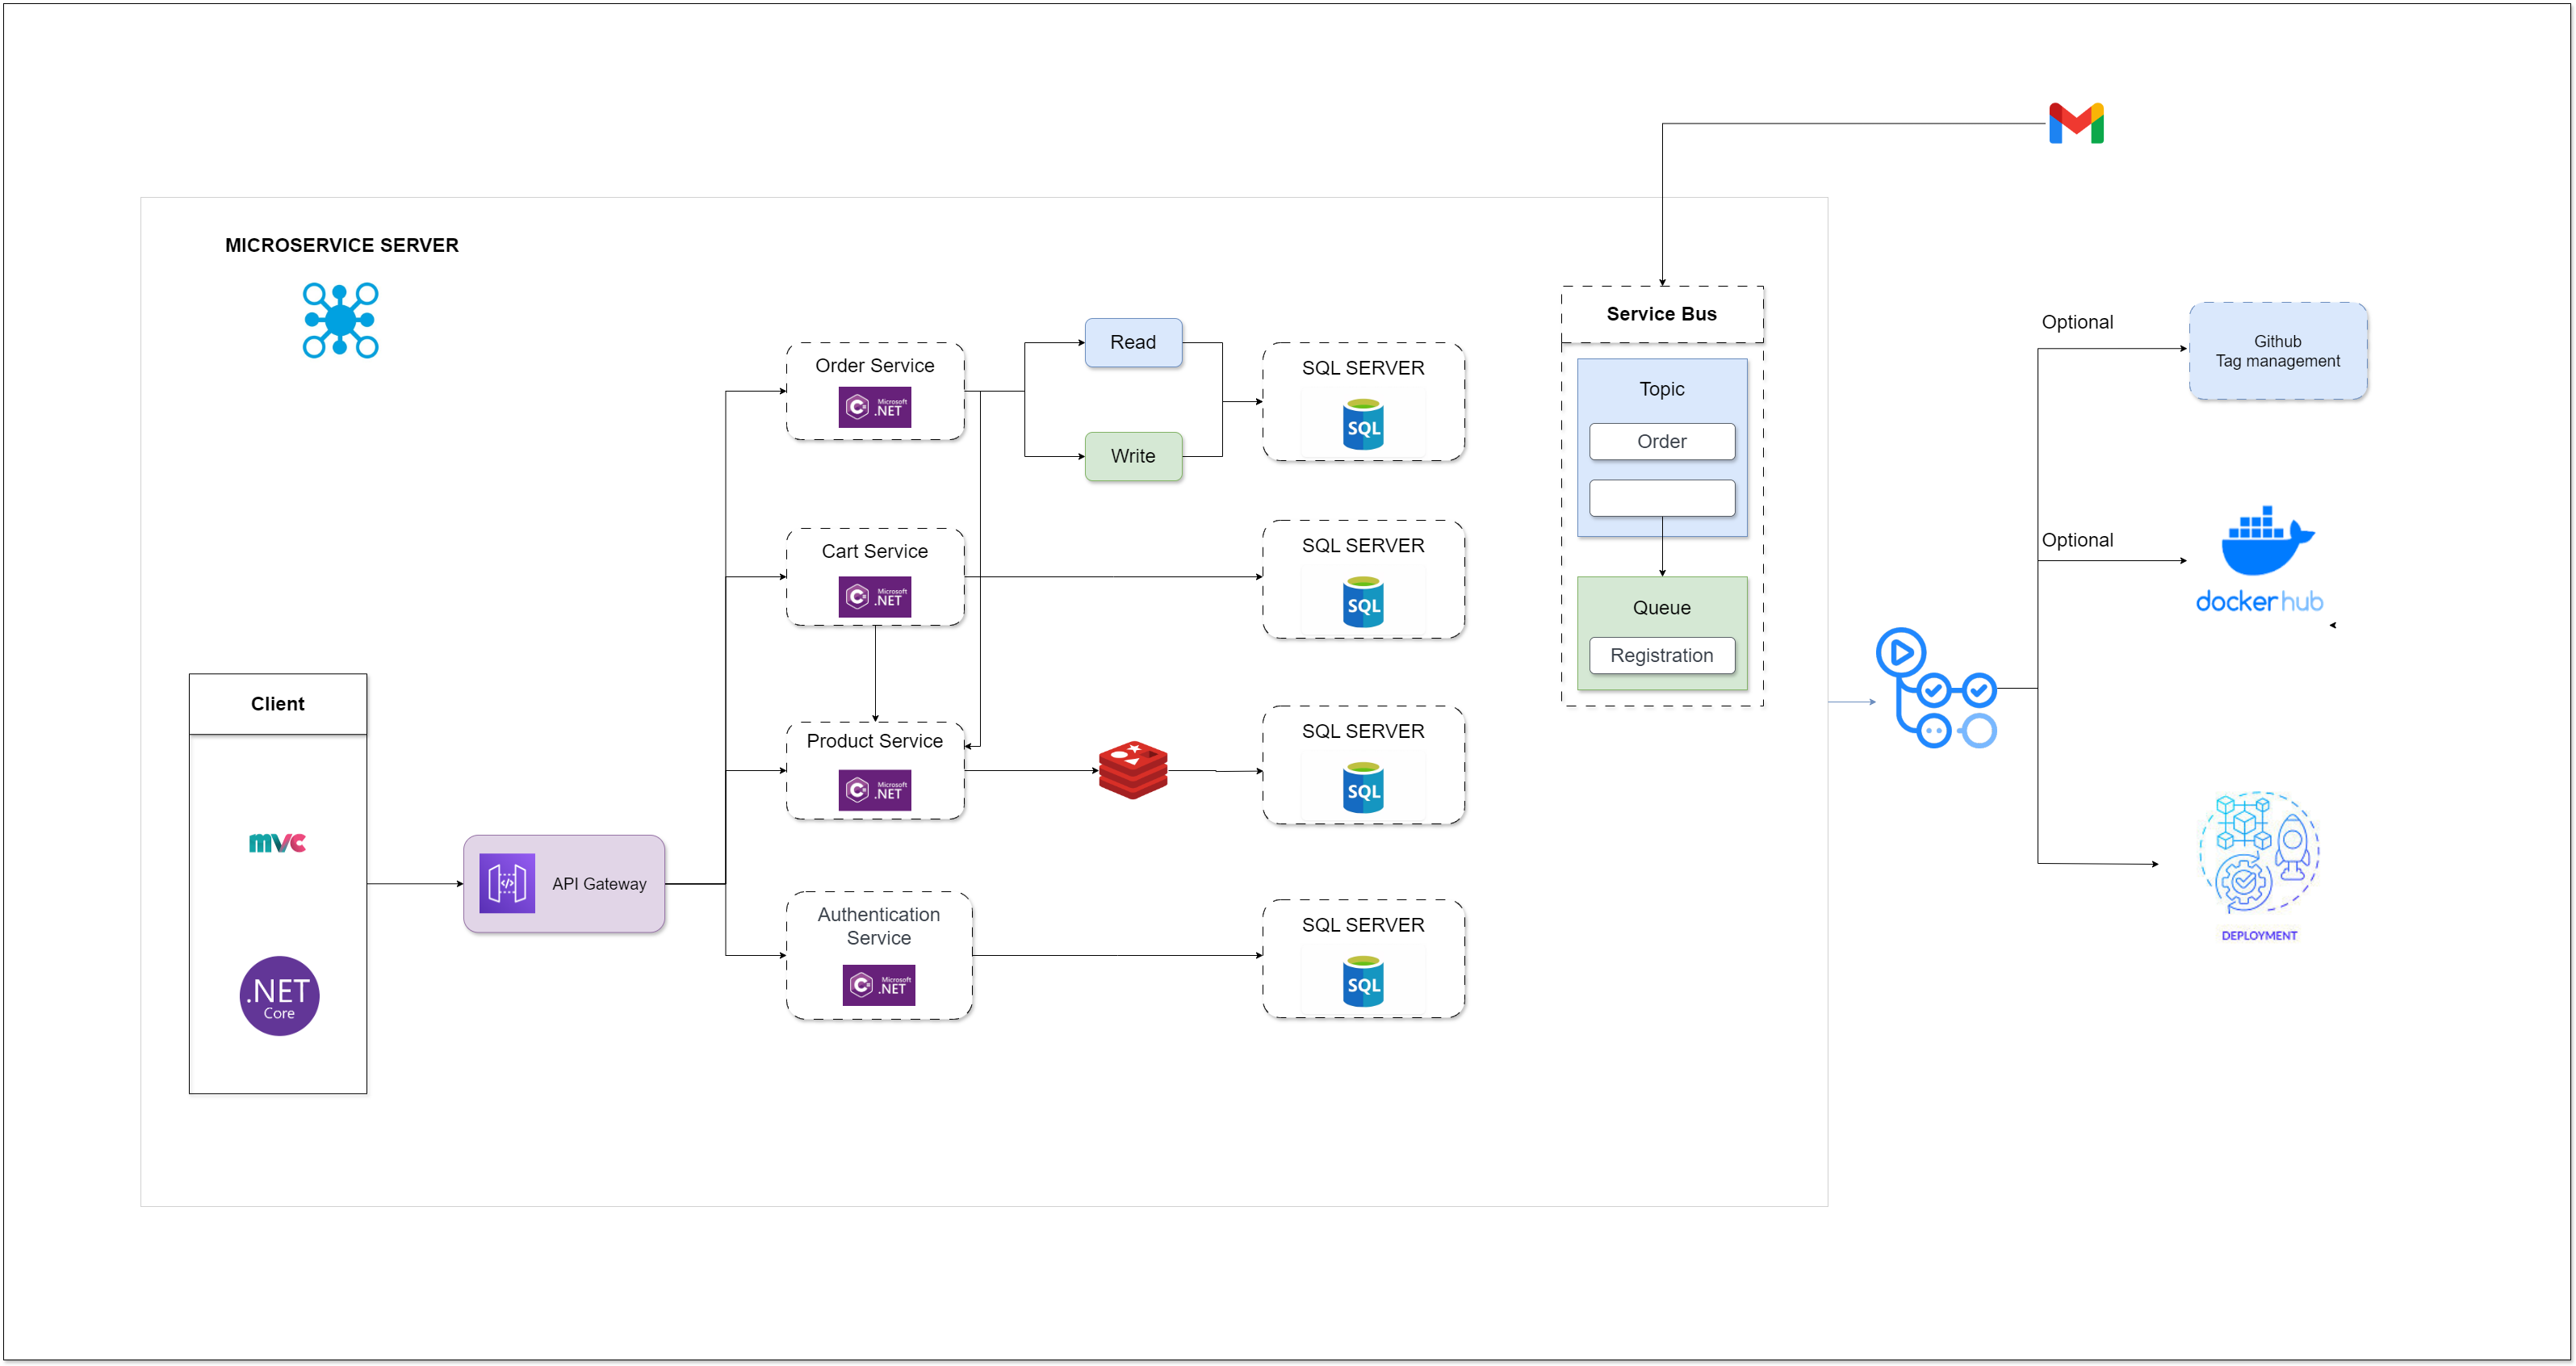 MICROSERVICE SERVER
Client
mvc
.NET
Core
API Gateway
Order Service
C#
Microsoft
.NET
Cart Service
C#
Microsoft
.NET
Product Service
C#
Microsoft
.NET
Authentication
Service
C#
Microsoft
.NET
Read
Write
SQL SERVER
SQL
SQL SERVER
SQL
SQL SERVER
SQL
SQL SERVER
SQL
Service Bus
Topic
Order
Queue
Registration
Optional
Github
Tag management
Optional
dockerhub
DEPLOYMENT